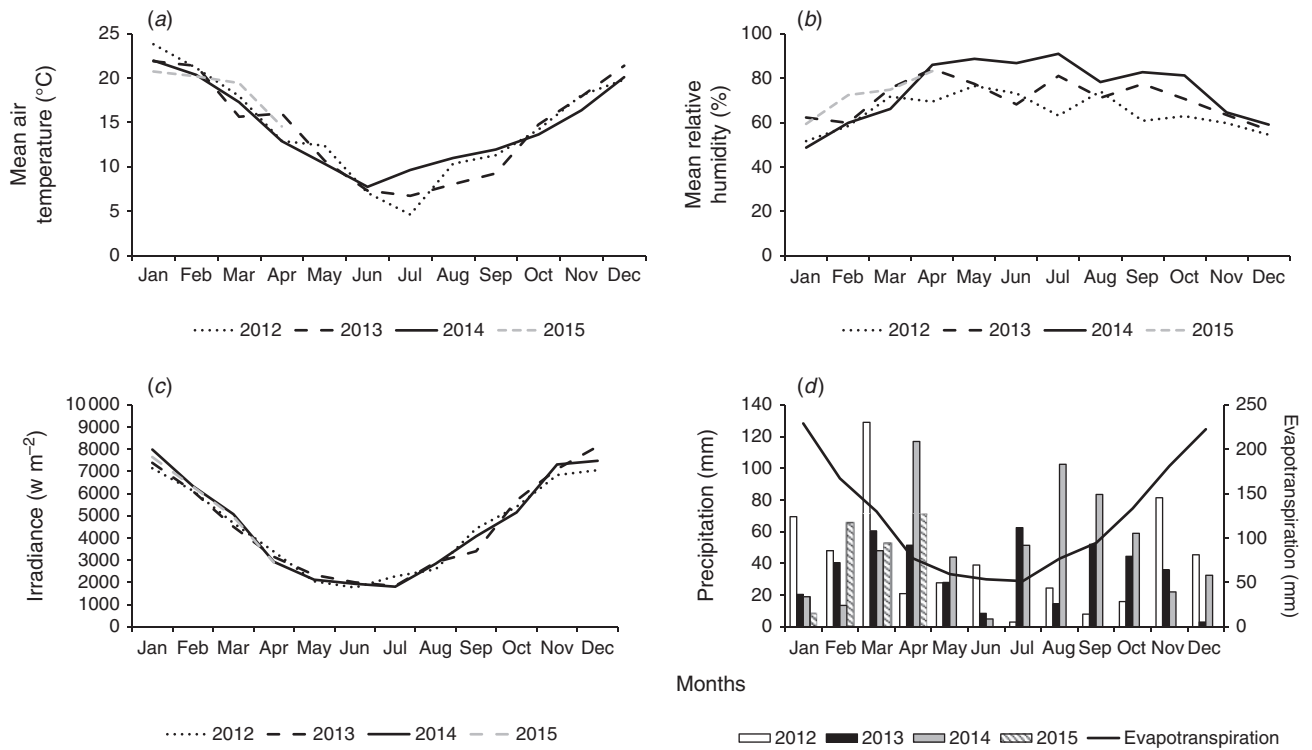 (a)
Mean air
temperature (°C)
25
20
15
10
5
0
Jan Feb Mar Apr May Jun Jul Aug Sep Oct Nov Dec
2012 2013 2014 2015
(b)
Mean relative
humidity (%)
100
80
60
40
20
0
Jan Feb Mar Apr May Jun Jul Aug Sep Oct Nov Dec
2012 2013 2014 2015
(c)
Irradiance (w m–2)
10 000
9000
8000
7000
6000
5000
4000
3000
2000
1000
0
Jan Feb Mar Apr May Jun Jul Aug Sep Oct Nov Dec
2012 2013 2014 2015
(d)
Precipitation (mm)
140
120
100
80
60
40
20
0
250
200
150
100
50
0
Evapotranspiration (mm)
Jan Feb Mar Apr May Jun Jul Aug Sep Oct Nov Dec
Months
2012 2013 2014 2015 Evapotranspiration